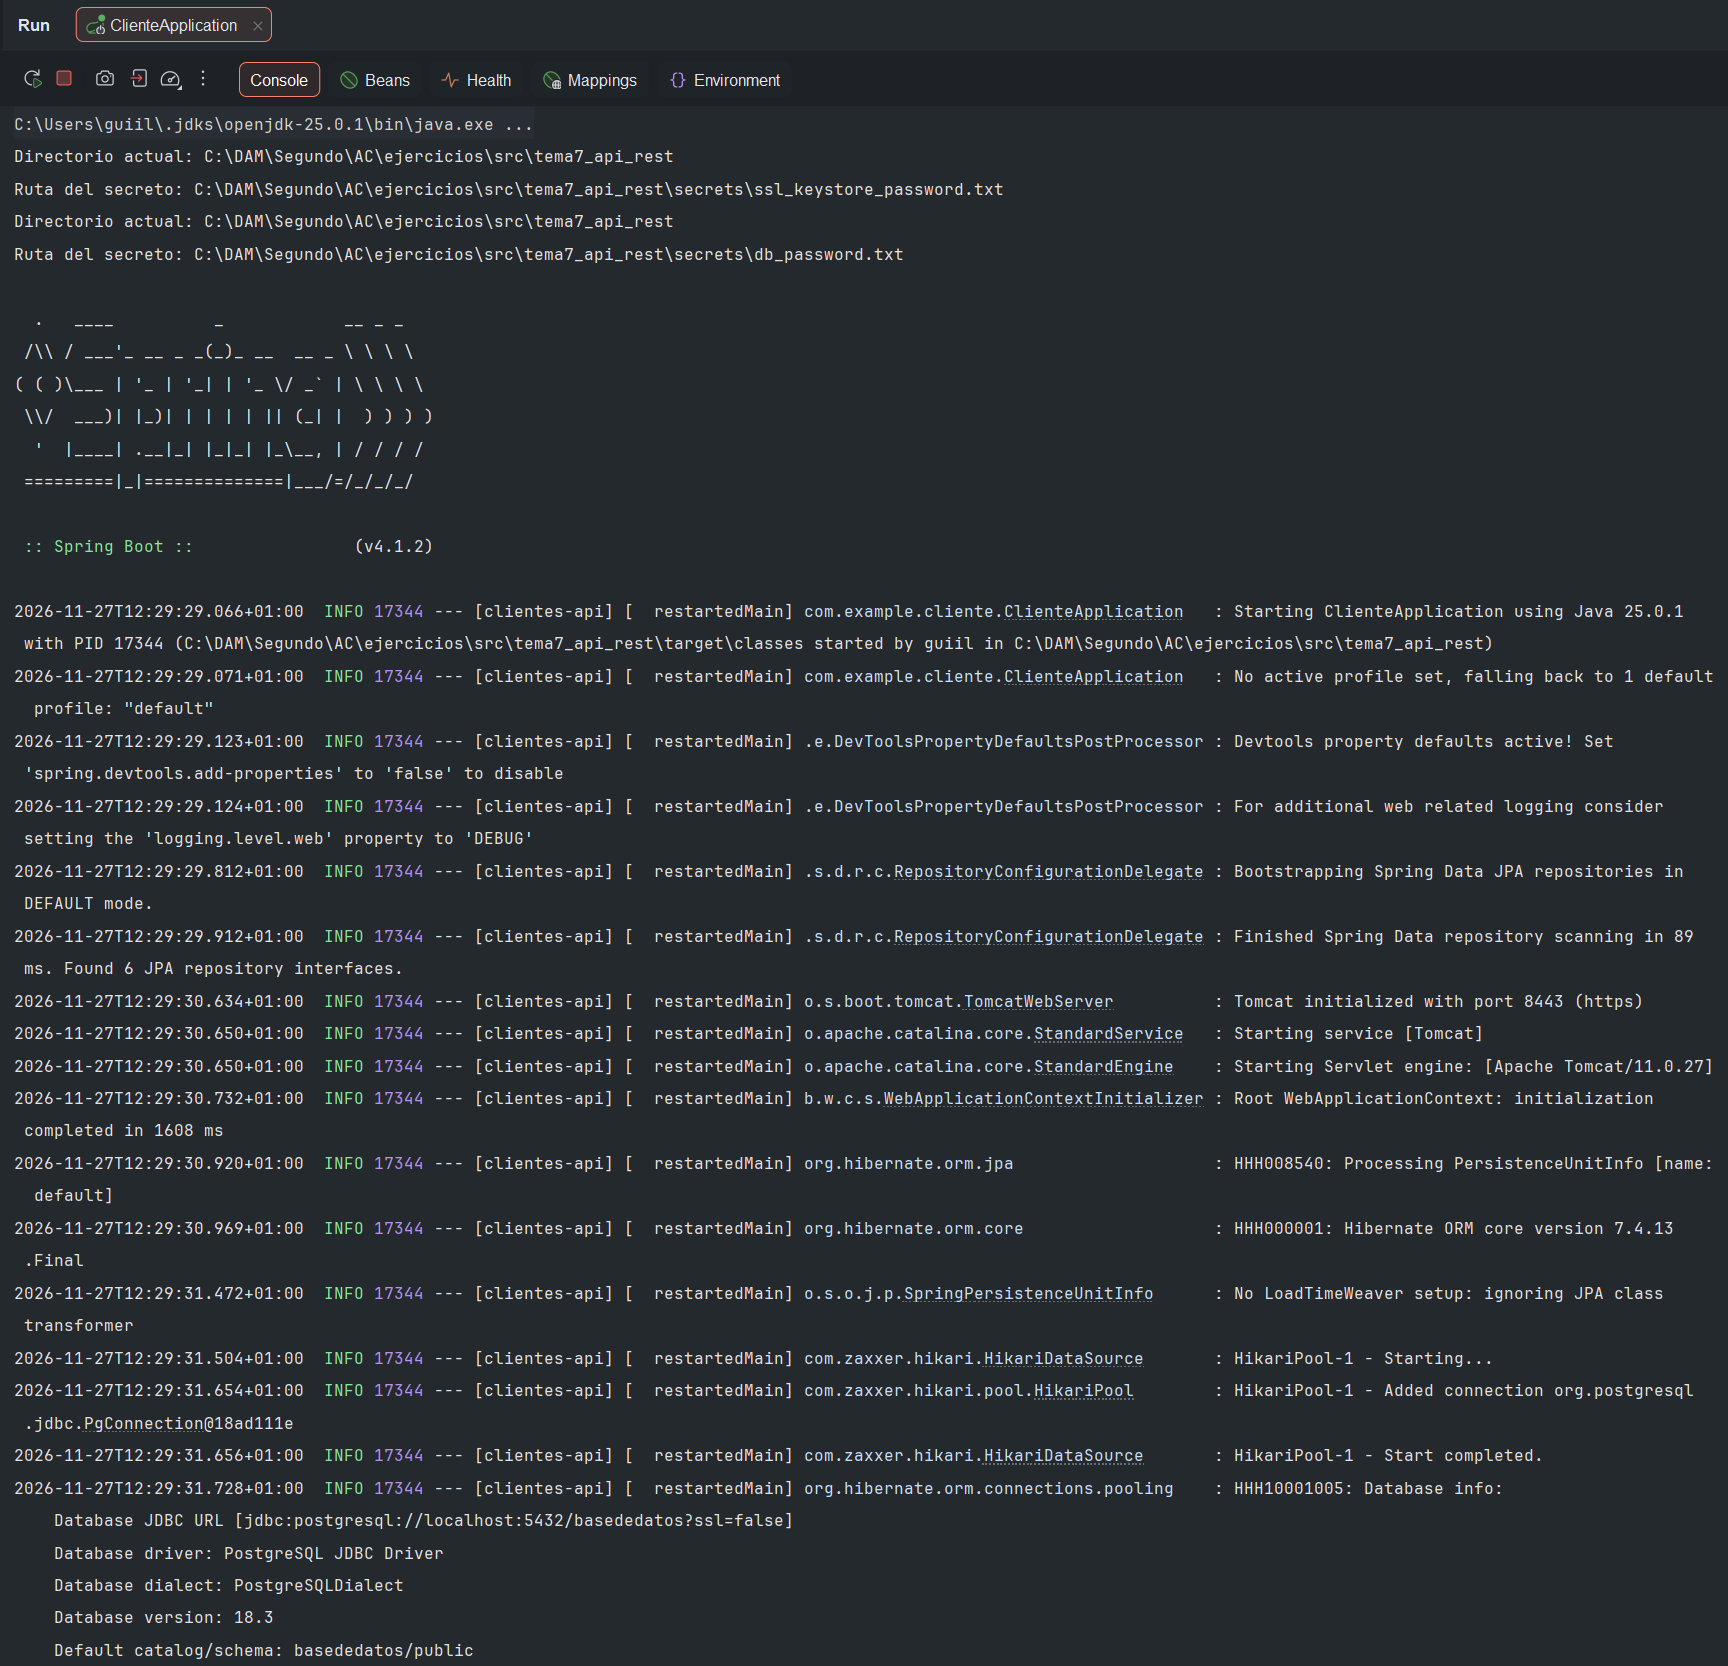 Run ClienteApplication
Console Beans Health Mappings Environment
C:\Users\guiil\.jdks\openjdk-25.0.1\bin\java.exe ...
Directorio actual: C:\DAM\Segundo\AC\ejercicios\src\tema7_api_rest
Ruta del secreto: C:\DAM\Segundo\AC\ejercicios\src\tema7_api_rest\secrets\ssl_keystore_password.txt
Directorio actual: C:\DAM\Segundo\AC\ejercicios\src\tema7_api_rest
Ruta del secreto: C:\DAM\Segundo\AC\ejercicios\src\tema7_api_rest\secrets\db_password.txt
  .   ____          _            __ _ _
 /\\ / ___'_ __ _ _(_)_ __  __ _ \ \ \ \
( ( )\___ | '_ | '_| | '_ \/ _` | \ \ \ \
 \\/  ___)| |_)| | | | | || (_| |  ) ) ) )
  '  |____| .__|_| |_|_| |_\__, | / / / /
 =========|_|==============|___/=/_/_/_/
 :: Spring Boot ::                (v4.1.2)
2026-11-27T12:29:29.066+01:00  INFO 17344 --- [clientes-api] [  restartedMain] com.example.cliente.ClienteApplication   : Starting ClienteApplication using Java 25.0.1
 with PID 17344 (C:\DAM\Segundo\AC\ejercicios\src\tema7_api_rest\target\classes started by guiil in C:\DAM\Segundo\AC\ejercicios\src\tema7_api_rest)
2026-11-27T12:29:29.071+01:00  INFO 17344 --- [clientes-api] [  restartedMain] com.example.cliente.ClienteApplication   : No active profile set, falling back to 1 default
  profile: "default"
2026-11-27T12:29:29.123+01:00  INFO 17344 --- [clientes-api] [  restartedMain] .e.DevToolsPropertyDefaultsPostProcessor : Devtools property defaults active! Set
 'spring.devtools.add-properties' to 'false' to disable
2026-11-27T12:29:29.124+01:00  INFO 17344 --- [clientes-api] [  restartedMain] .e.DevToolsPropertyDefaultsPostProcessor : For additional web related logging consider
 setting the 'logging.level.web' property to 'DEBUG'
2026-11-27T12:29:29.812+01:00  INFO 17344 --- [clientes-api] [  restartedMain] .s.d.r.c.RepositoryConfigurationDelegate : Bootstrapping Spring Data JPA repositories in
 DEFAULT mode.
2026-11-27T12:29:29.912+01:00  INFO 17344 --- [clientes-api] [  restartedMain] .s.d.r.c.RepositoryConfigurationDelegate : Finished Spring Data repository scanning in 89
 ms. Found 6 JPA repository interfaces.
2026-11-27T12:29:30.634+01:00  INFO 17344 --- [clientes-api] [  restartedMain] o.s.boot.tomcat.TomcatWebServer          : Tomcat initialized with port 8443 (https)
2026-11-27T12:29:30.650+01:00  INFO 17344 --- [clientes-api] [  restartedMain] o.apache.catalina.core.StandardService   : Starting service [Tomcat]
2026-11-27T12:29:30.650+01:00  INFO 17344 --- [clientes-api] [  restartedMain] o.apache.catalina.core.StandardEngine    : Starting Servlet engine: [Apache Tomcat/11.0.27]
2026-11-27T12:29:30.732+01:00  INFO 17344 --- [clientes-api] [  restartedMain] b.w.c.s.WebApplicationContextInitializer : Root WebApplicationContext: initialization
 completed in 1608 ms
2026-11-27T12:29:30.920+01:00  INFO 17344 --- [clientes-api] [  restartedMain] org.hibernate.orm.jpa                    : HHH008540: Processing PersistenceUnitInfo [name:
  default]
2026-11-27T12:29:30.969+01:00  INFO 17344 --- [clientes-api] [  restartedMain] org.hibernate.orm.core                   : HHH000001: Hibernate ORM core version 7.4.13
 .Final
2026-11-27T12:29:31.472+01:00  INFO 17344 --- [clientes-api] [  restartedMain] o.s.o.j.p.SpringPersistenceUnitInfo      : No LoadTimeWeaver setup: ignoring JPA class
 transformer
2026-11-27T12:29:31.504+01:00  INFO 17344 --- [clientes-api] [  restartedMain] com.zaxxer.hikari.HikariDataSource       : HikariPool-1 - Starting...
2026-11-27T12:29:31.654+01:00  INFO 17344 --- [clientes-api] [  restartedMain] com.zaxxer.hikari.pool.HikariPool        : HikariPool-1 - Added connection org.postgresql
 .jdbc.PgConnection@18ad111e
2026-11-27T12:29:31.656+01:00  INFO 17344 --- [clientes-api] [  restartedMain] com.zaxxer.hikari.HikariDataSource       : HikariPool-1 - Start completed.
2026-11-27T12:29:31.728+01:00  INFO 17344 --- [clientes-api] [  restartedMain] org.hibernate.orm.connections.pooling    : HHH10001005: Database info:
    Database JDBC URL [jdbc:postgresql://localhost:5432/basededatos?ssl=false]
    Database driver: PostgreSQL JDBC Driver
    Database dialect: PostgreSQLDialect
    Database version: 18.3
    Default catalog/schema: basededatos/public